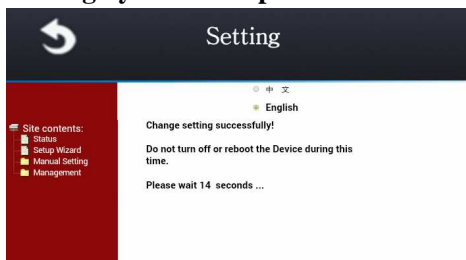 Setting
中 文
English
Site contents:
Status
Setup Wizard
Manual Setting
Management
Change setting successfully!
Do not turn off or reboot the Device during this
time.
Please wait 14 seconds ...